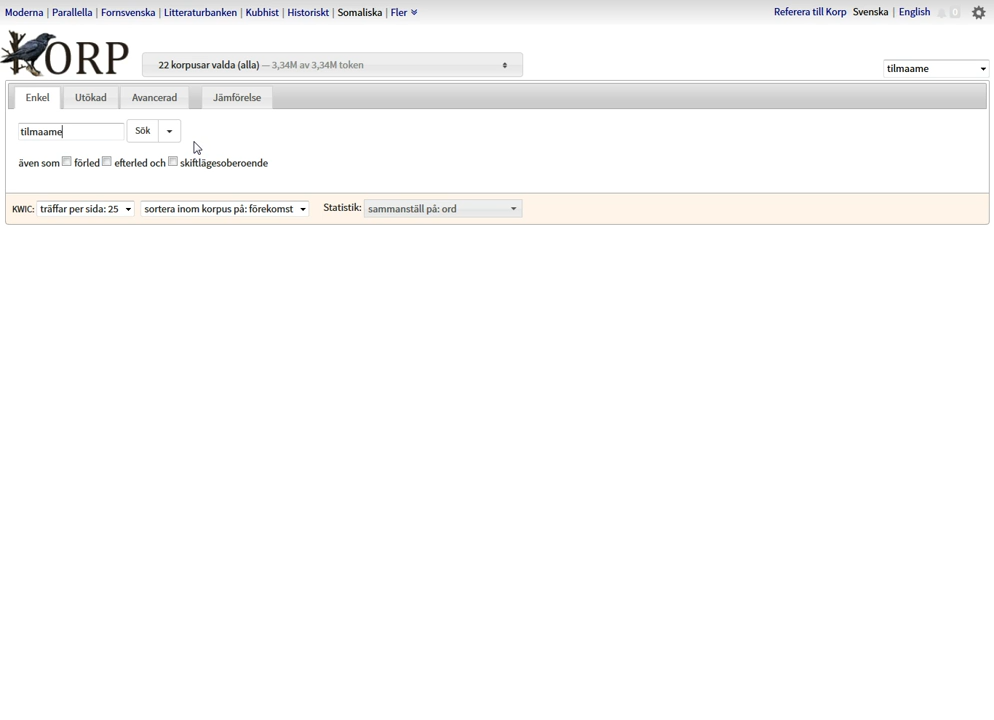 Moderna | Parallella | Fornsvenska | Litteraturbanken | Kubhist | Historiskt | Somaliska | Fler
Referera till Korp Svenska | English 0
KORP
22 korpusar valda (alla) — 3,34M av 3,34M token
tilmaame
Enkel Utökad Avancerad Jämförelse
tilmaame Sök
även som förled efterled och skiftlägesoberoende
KWIC: träffar per sida: 25 sortera inom korpus på: förekomst Statistik: sammanställ på: ord